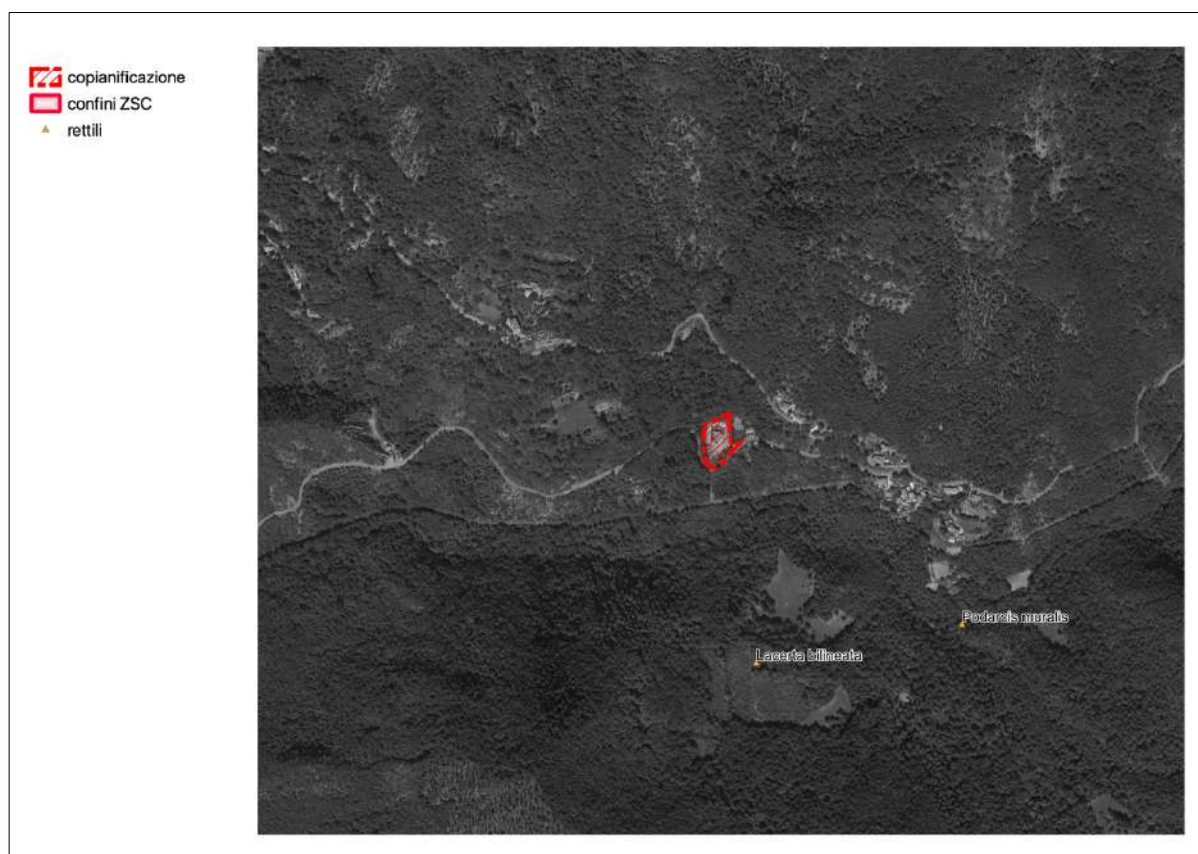 copianificazione
confini ZSC
rettili
Podarcis muralis
Lacerta bilineata